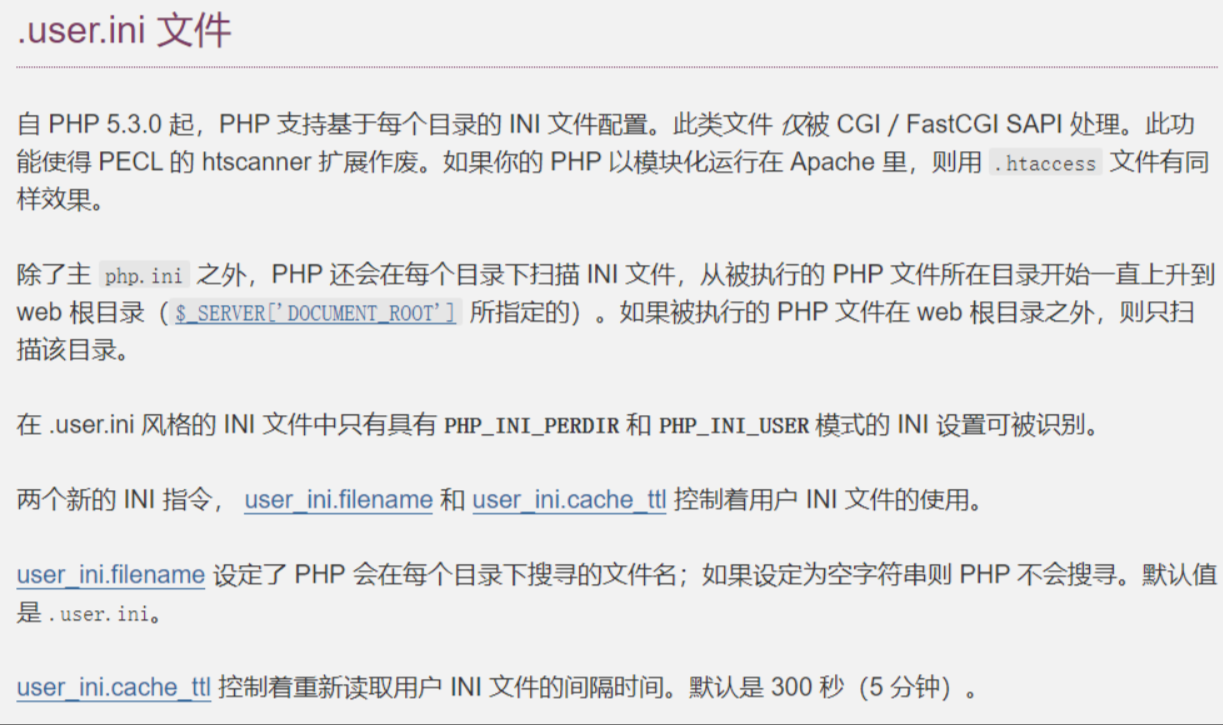 .user.ini 文件
自 PHP 5.3.0 起，PHP 支持基于每个目录的 INI 文件配置。此类文件 仅被 CGI / FastCGI SAPI 处理。此功
能使得 PECL 的 htscanner 扩展作废。如果你的 PHP 以模块化运行在 Apache 里，则用 .htaccess 文件有同
样效果。
除了主 php.ini 之外，PHP 还会在每个目录下扫描 INI 文件，从被执行的 PHP 文件所在目录开始一直上升到
web 根目录（$_SERVER['DOCUMENT_ROOT'] 所指定的）。如果被执行的 PHP 文件在 web 根目录之外，则只扫
描该目录。
在 .user.ini 风格的 INI 文件中只有具有 PHP_INI_PERDIR 和 PHP_INI_USER 模式的 INI 设置可被识别。
两个新的 INI 指令， user_ini.filename 和 user_ini.cache_ttl 控制着用户 INI 文件的使用。
user_ini.filename 设定了 PHP 会在每个目录下搜寻的文件名；如果设定为空字符串则 PHP 不会搜寻。默认值
是 .user.ini。
user_ini.cache_ttl 控制着重新读取用户 INI 文件的间隔时间。默认是 300 秒（5 分钟）。